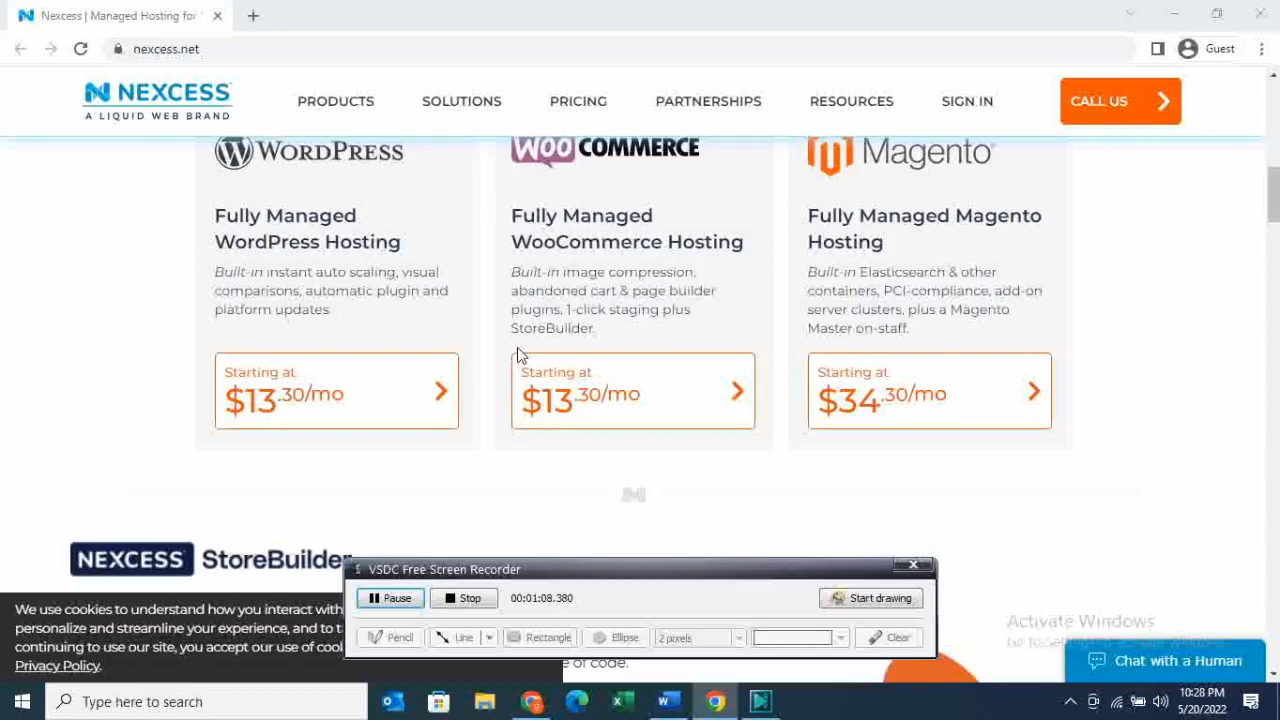 Nexcess | Managed Hosting for
nexcess.net
Guest
NEXCESS
A LIQUID WEB BRAND
PRODUCTS
SOLUTIONS
PRICING
PARTNERSHIPS
RESOURCES
SIGN IN
CALL US
WORDPRESS
WOO COMMERCE
Magento
Fully Managed
WordPress Hosting
Built-in instant auto scaling, visual
comparisons, automatic plugin and
platform updates.
Starting at
$13.30/mo
Fully Managed
WooCommerce Hosting
Built-in image compression,
abandoned cart & page builder
plugins, 1-click staging plus
StoreBuilder.
Starting at
$13.30/mo
Fully Managed Magento
Hosting
Built-in Elasticsearch & other
containers, PCI-compliance, add-on
server clusters, plus a Magento
Master on-staff.
Starting at
$34.30/mo
NEXCESS StoreBuilder
We use cookies to understand how you interact with
personalize and streamline your experience, and to t
continuing to use our site, you accept our use of cool
Privacy Policy.
VSDC Free Screen Recorder
Pause
Stop
00:01:08.380
Start drawing
Pencil
Line
Rectangle
Ellipse
2 pixels
Clear
e of code.
Activate Windows
Chat with a Human
Type here to search
10:28 PM
5/20/2022